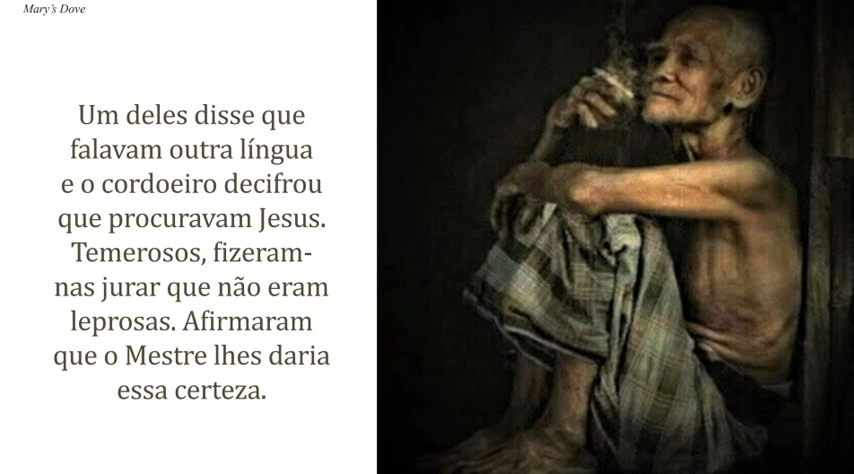 Mary's Dove
Um deles disse que
falavam outra língua
e o cordoeiro decifrou
que procuravam Jesus.
Temerosos, fizeram-
nas jurar que não eram
leprosas. Afirmaram
que o Mestre lhes daria
essa certeza.